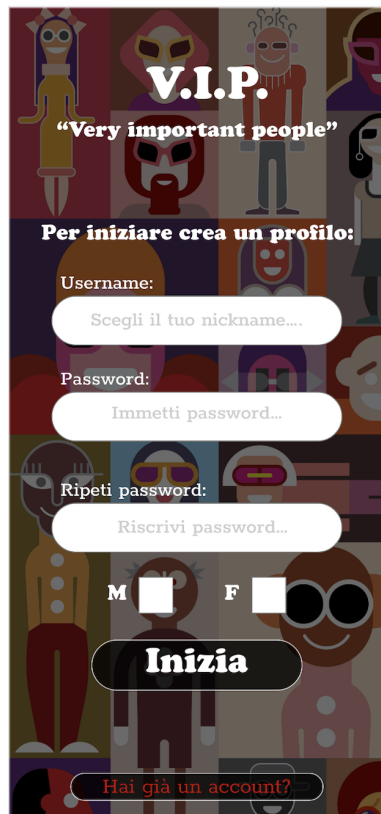 V.I.P.
“Very important people”
Per iniziare crea un profilo:
Username:
Scegli il tuo nickname....
Password:
Immetti password...
Ripeti password:
Riscrivi password...
M F
Inizia
Hai già un account?